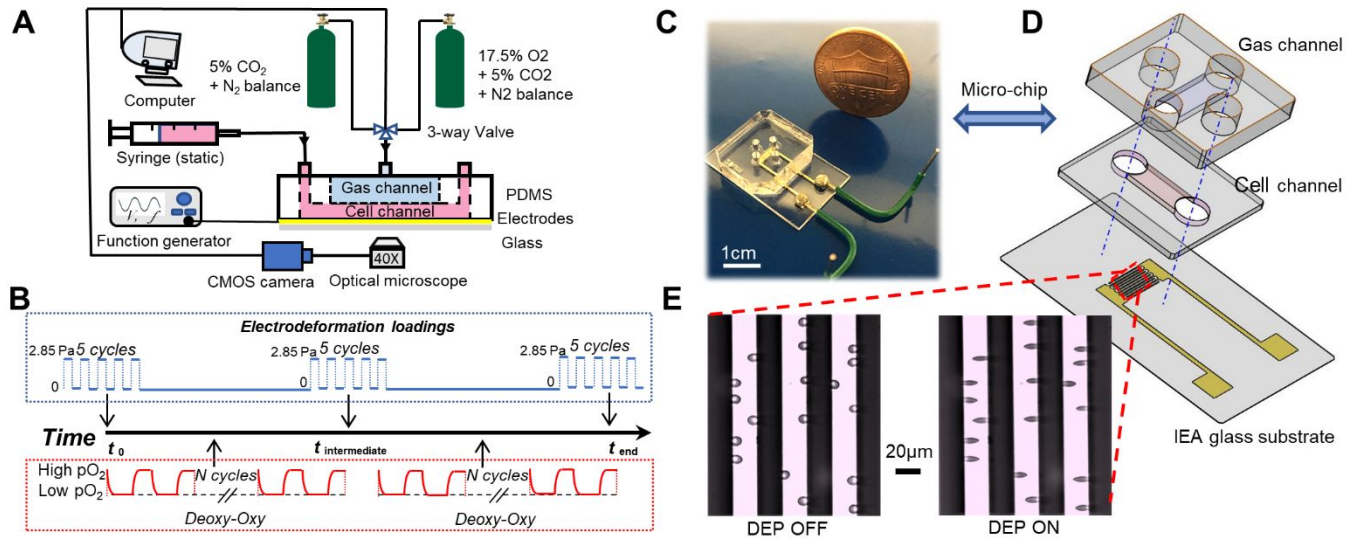 A
5% CO₂
+ N₂ balance
17.5% O2
+ 5% CO2
+ N2 balance
Computer
3-way Valve
Syringe (static)
Gas channel
Cell channel
PDMS
Electrodes
Glass
Function generator
CMOS camera
40X
Optical microscope
B
Electrodeformation loadings
2.85 Pa 5 cycles
0
2.85 Pa 5 cycles
0
2.85 Pa 5 cycles
0
Time
t 0
t intermediate
t end
High pO₂
Low pO₂
N cycles
Deoxy-Oxy
N cycles
Deoxy-Oxy
C
ONE CENT
1cm
Micro-chip
D
Gas channel
Cell channel
IEA glass substrate
E
20µm
DEP OFF
DEP ON